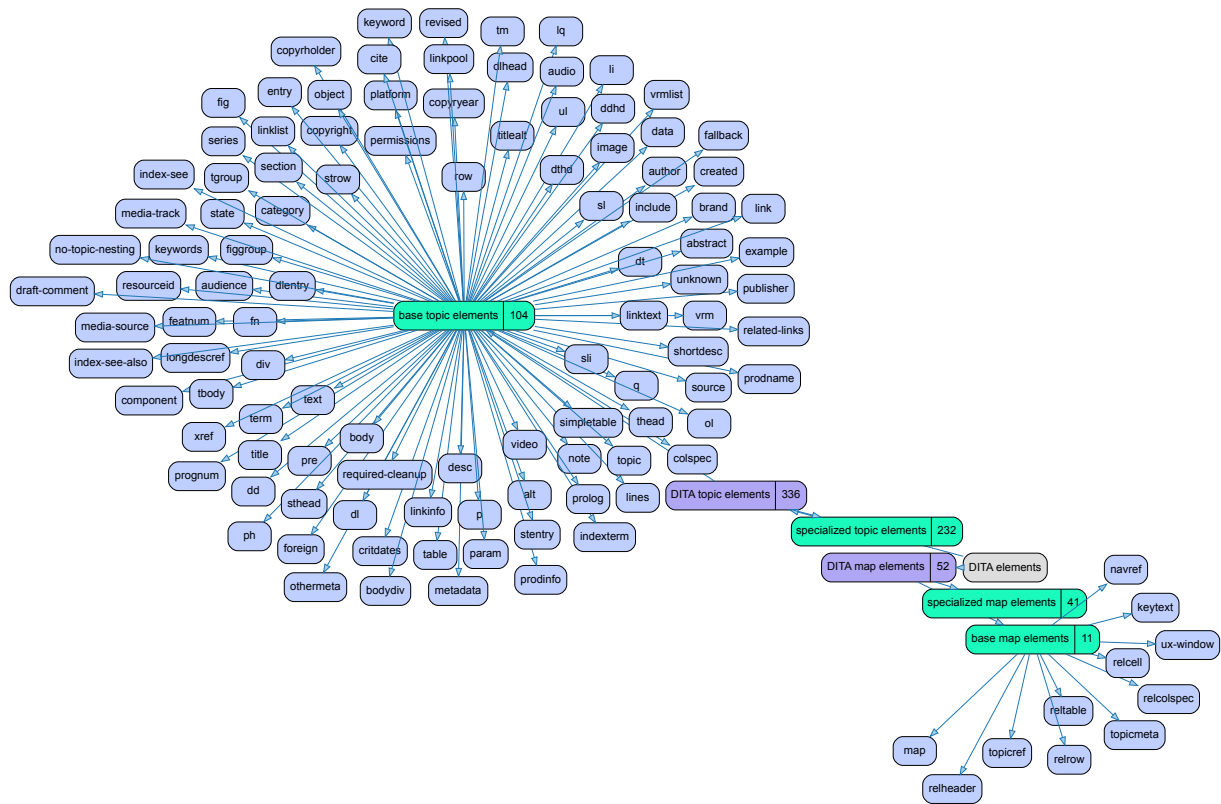 keyword
revised
tm
lq
copyrholder
cite
linkpool
dlhead
audio
li
entry
object
platform
copyryear
ul
ddhd
vrmlist
fig
linklist
copyright
permissions
titlealt
image
data
fallback
series
section
strow
row
dthd
author
created
index-see
tgroup
media-track
state
category
sl
include
brand
link
no-topic-nesting
keywords
figgroup
dt
abstract
example
draft-comment
resourceid
audience
dlentry
unknown
publisher
media-source
featnum
fn
base topic elements 104
linktext
vrm
related-links
index-see-also
longdescref
div
sli
shortdesc
prodname
component
tbody
text
q
source
xref
term
body
simpletable
thead
ol
prognum
title
pre
required-cleanup
desc
video
note
topic
colspec
dd
sthead
dl
linkinfo
p
alt
prolog
lines
DITA topic elements 336
ph
foreign
critdates
table
param
stentry
indexterm
specialized topic elements 232
othermeta
bodydiv
metadata
prodinfo
DITA map elements 52
DITA elements
navref
specialized map elements 41
keytext
base map elements 11
ux-window
relcell
relcolspec
reltable
map
topicref
relrow
topicmeta
relheader